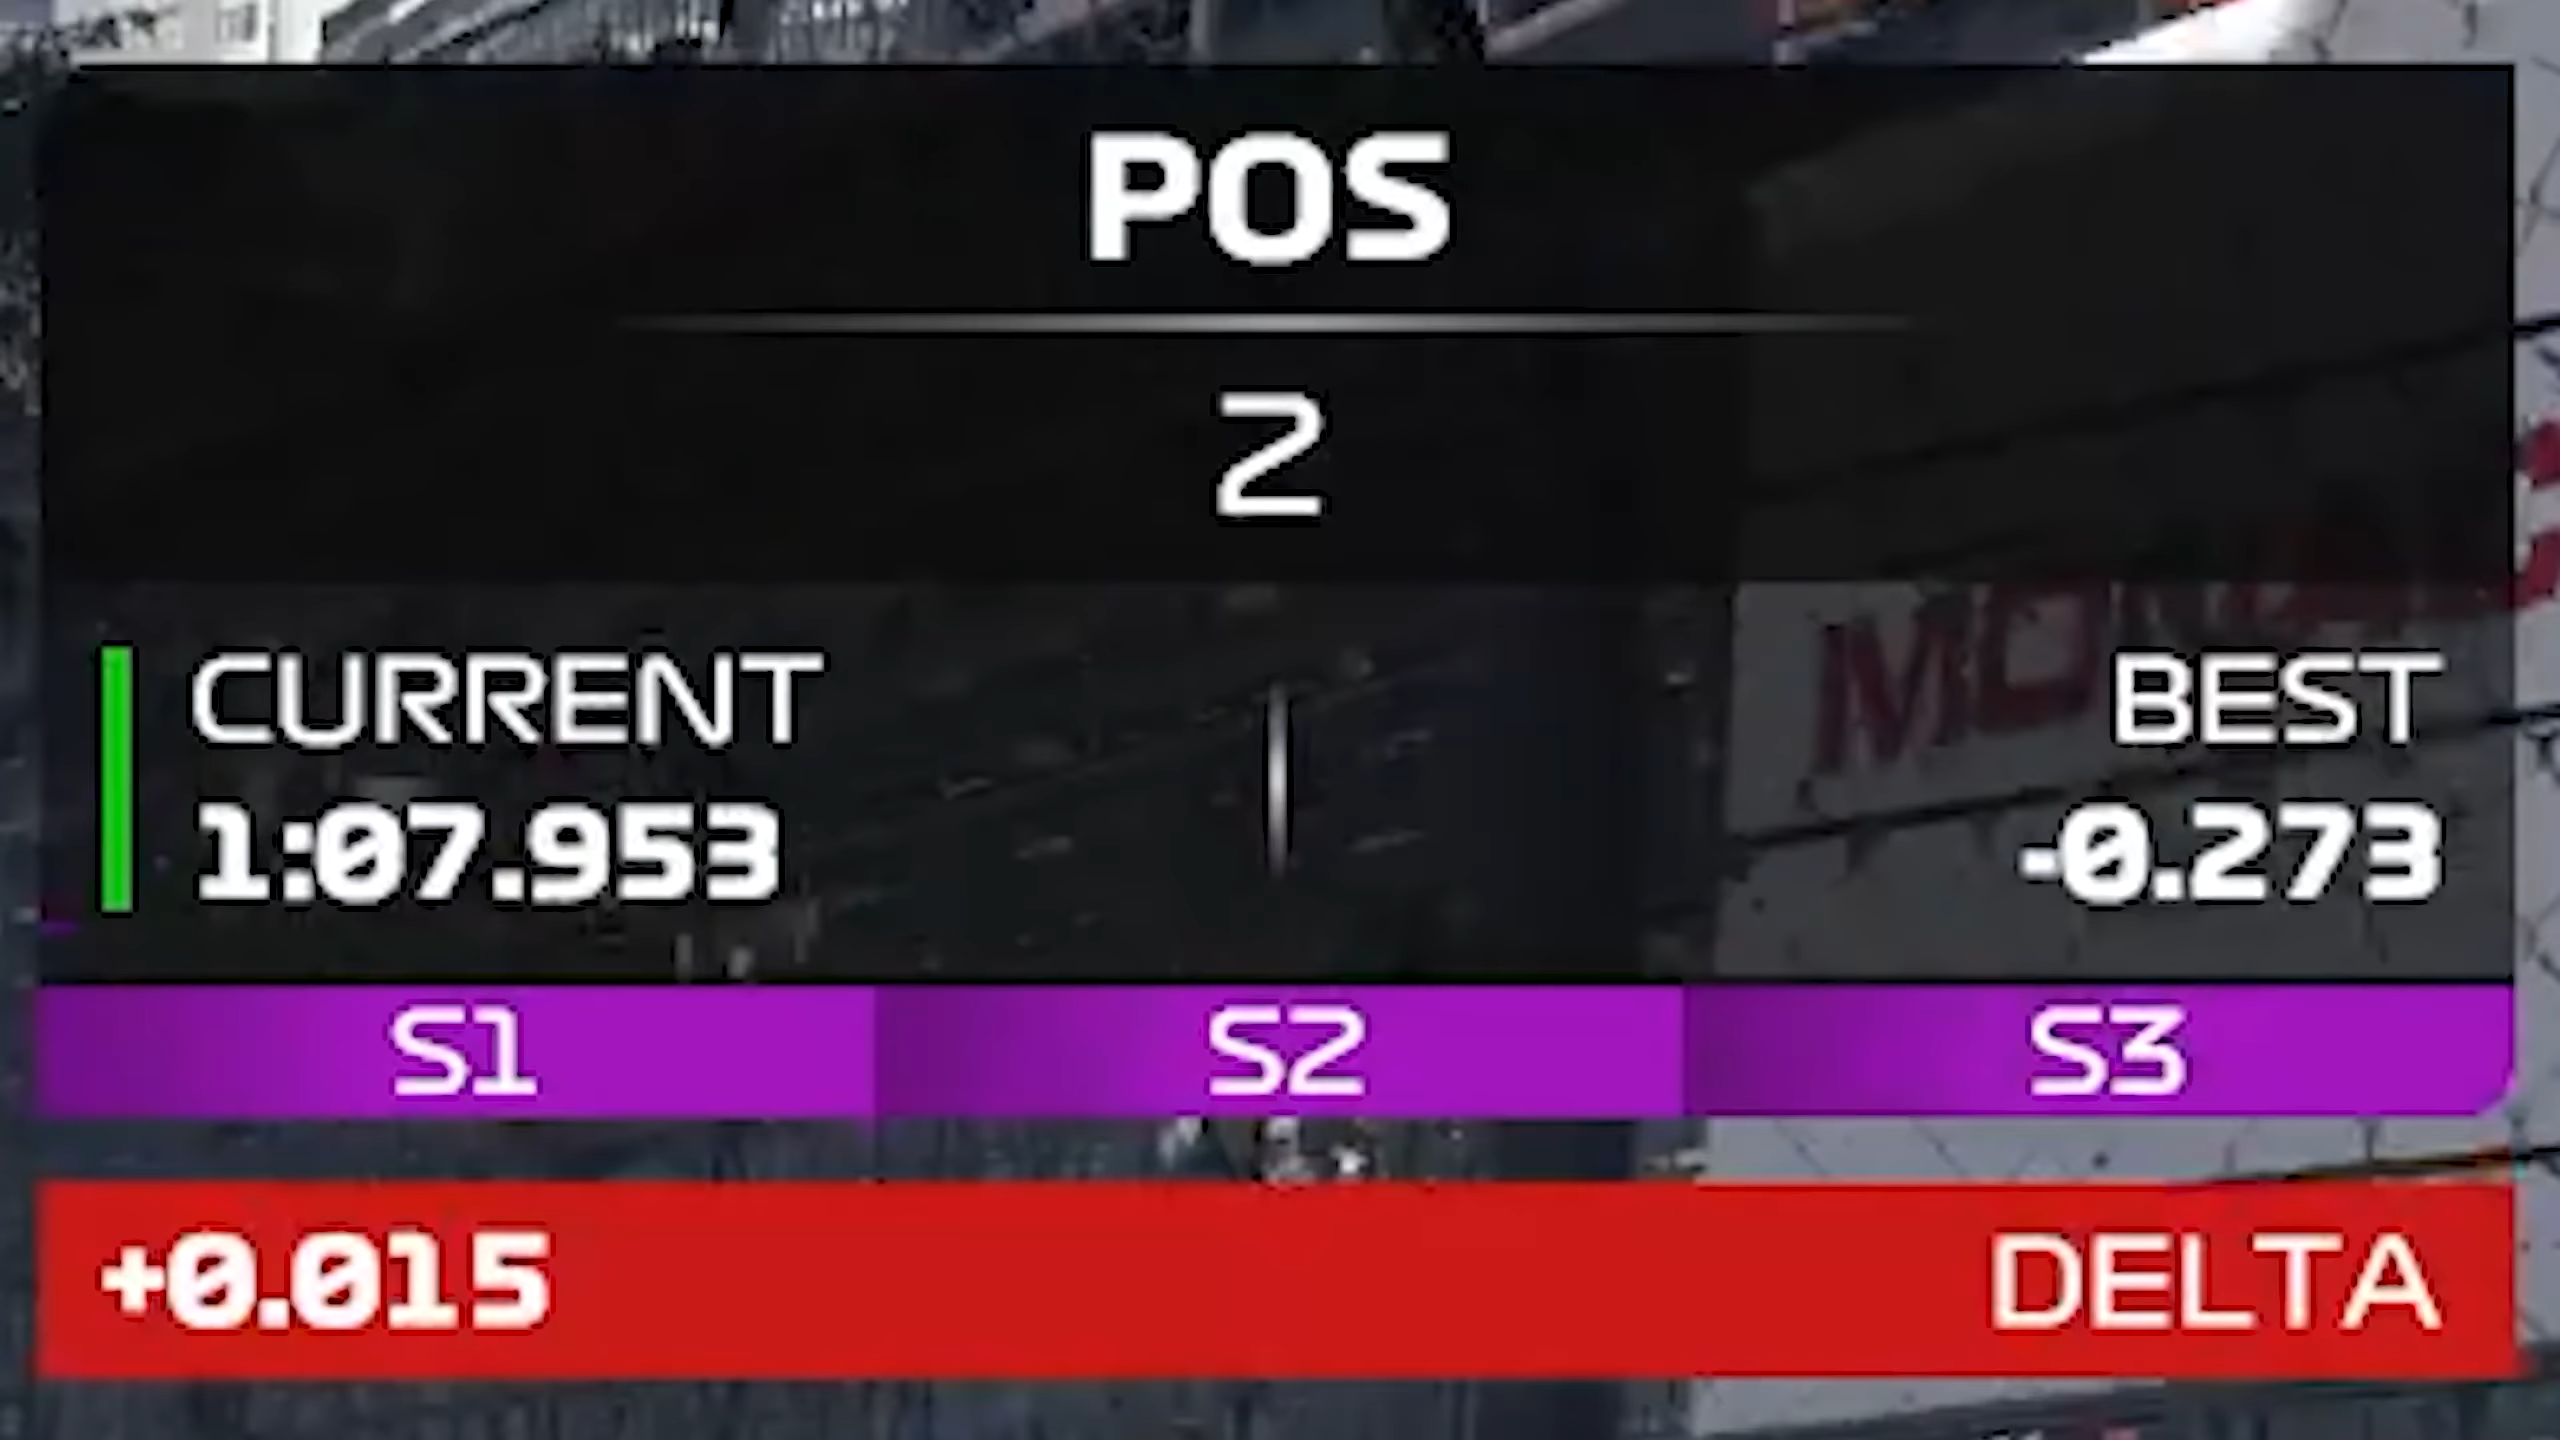 POS
2
CURRENT
BEST
1:07.953
-0.273
S1
S2
S3
+0.015
DELTA